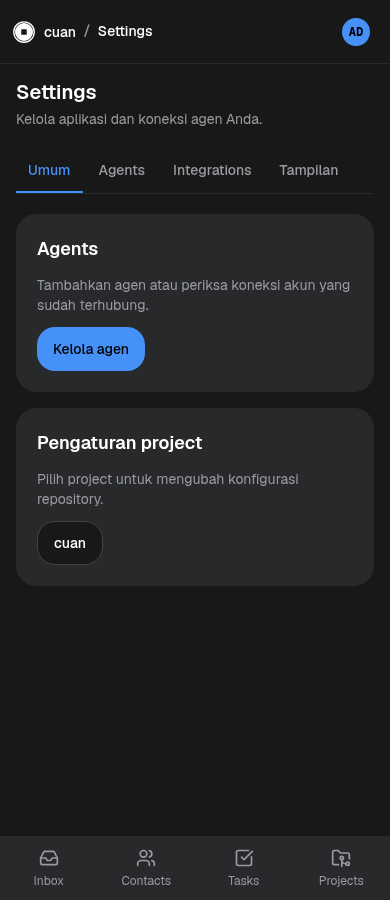 cuan / Settings
AD
Settings
Kelola aplikasi dan koneksi agen Anda.
Umum
Agents
Integrations
Tampilan
Agents
Tambahkan agen atau periksa koneksi akun yang
sudah terhubung.
Kelola agen
Pengaturan project
Pilih project untuk mengubah konfigurasi
repository.
cuan
Inbox
Contacts
Tasks
Projects